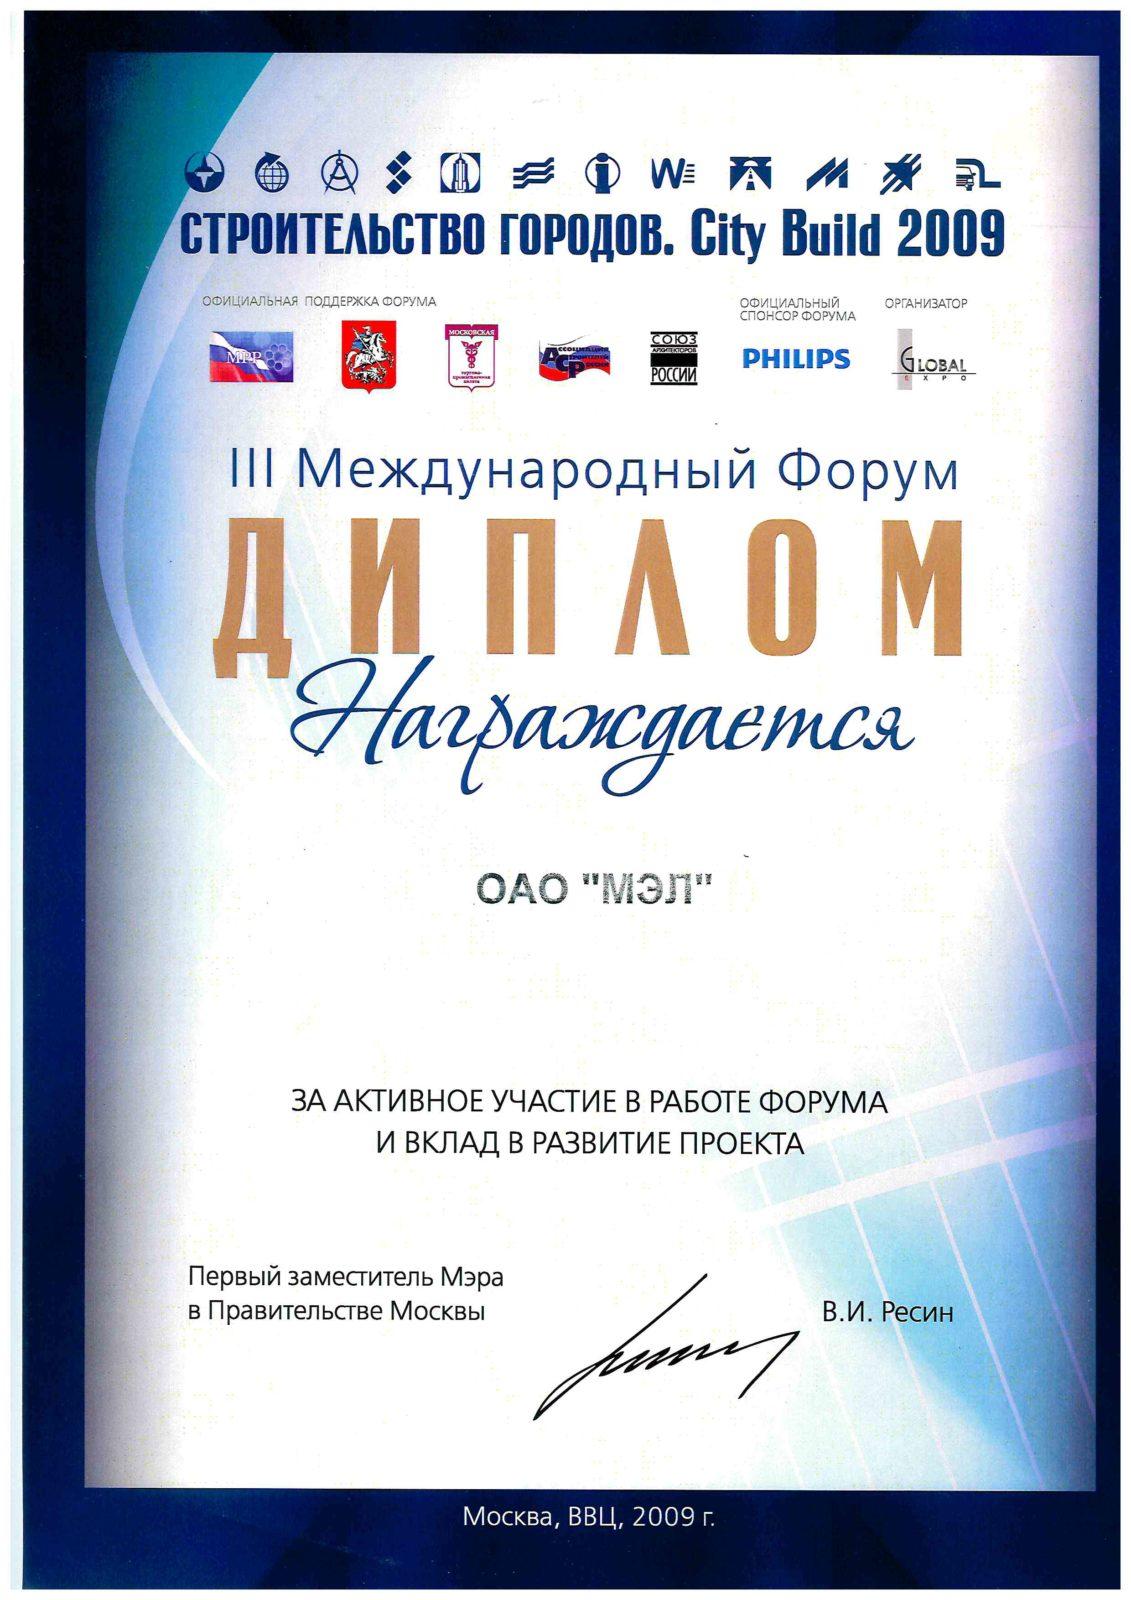 СТРОИТЕЛЬСТВО ГОРОДОВ. City Build 2009
ОФИЦИАЛЬНАЯ ПОДДЕРЖКА ФОРУМА
ОФИЦИАЛЬНЫЙ
СПОНСОР ФОРУМА
ОРГАНИЗАТОР
МРР
МОСКОВСКАЯ
торгово-
промышленная
палата
Ассоциация
Строителей
России
СОЮЗ
АРХИТЕКТОРОВ
РОССИИ
PHILIPS
GLOBAL
EXPO
III Международный Форум
ДИПЛОМ
Награждается
ОАО "МЭЛ"
ЗА АКТИВНОЕ УЧАСТИЕ В РАБОТЕ ФОРУМА
И ВКЛАД В РАЗВИТИЕ ПРОЕКТА
Первый заместитель Мэра
в Правительстве Москвы
В.И. Ресин
Москва, ВВЦ, 2009 г.